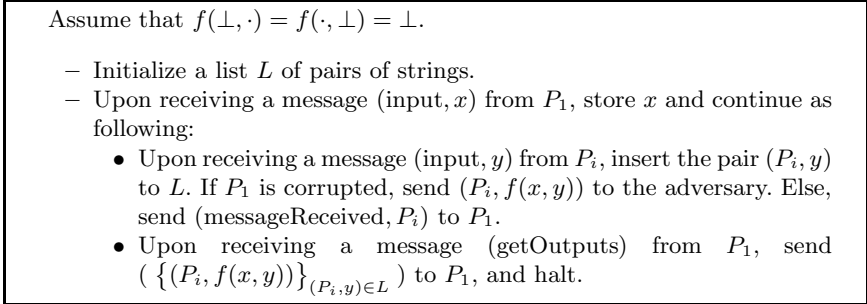 Assume that f(⊥, ·) = f(·, ⊥) = ⊥.
– Initialize a list L of pairs of strings.
– Upon receiving a message (input, x) from P₁, store x and continue as
following:
• Upon receiving a message (input, y) from Pᵢ, insert the pair (Pᵢ, y)
to L. If P₁ is corrupted, send (Pᵢ, f(x, y)) to the adversary. Else,
send (messageReceived, Pᵢ) to P₁.
• Upon receiving a message (getOutputs) from P₁, send
( {(Pᵢ, f(x, y))}_{(Pᵢ,y)∈L} ) to P₁, and halt.